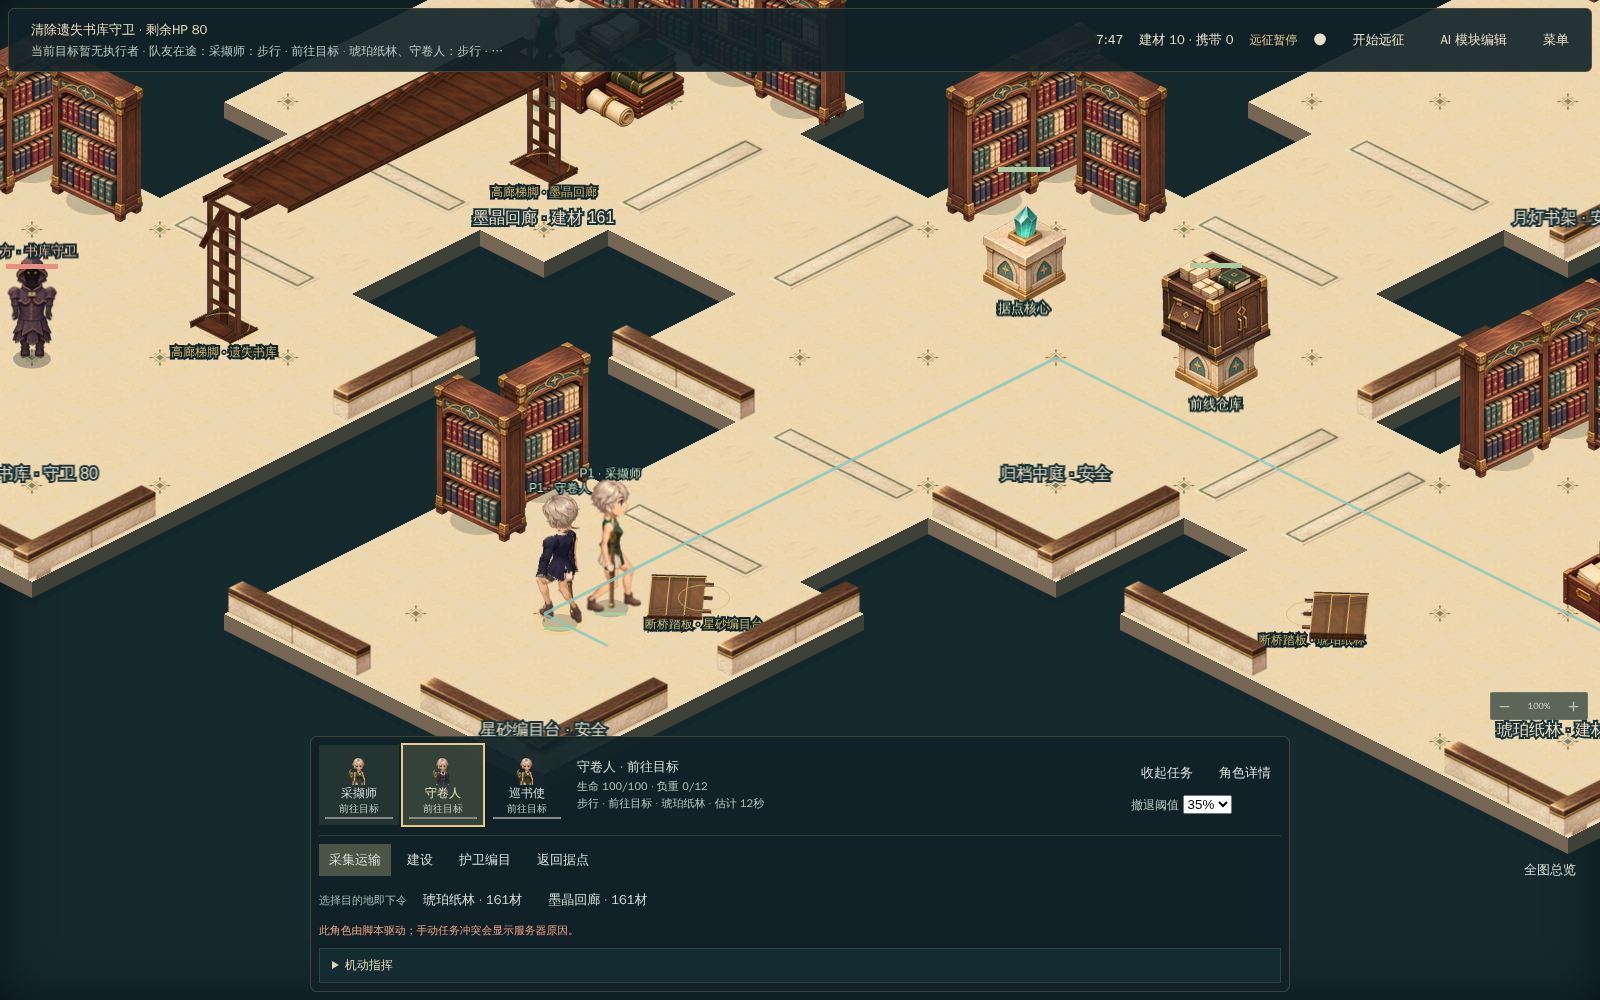 清除遗失书库守卫 · 剩余HP 80
当前目标暂无执行者 · 队友在途：采撷师：步行 · 前往目标 · 琥珀纸林、守卷人：步行 · …
7:47 建材 10 · 携带 0 远征暂停 开始远征 AI 模块编辑 菜单
高廊梯脚 · 墨晶回廊
墨晶回廊 · 建材 161
月灯书架 · 安
方 · 书库守卫
据点核心
高廊梯脚 · 遗失书库
前线仓库
书库 · 守卫 80
归档中庭 · 安全
P1 · 采撷师
P1 · 守卷人
断桥踏板 · 星砂编目台
断桥踏板 · 琥珀纸林
100%
星砂编目台 · 安全
琥珀纸林 · 建材
采撷师
前往目标
守卷人
前往目标
巡书使
前往目标
守卷人 · 前往目标
生命 100/100 · 负重 0/12
步行 · 前往目标 · 琥珀纸林 · 估计 12秒
收起任务 角色详情
撤退阈值 35%
采集运输 建设 护卫编目 返回据点
全图总览
选择目的地即下令 琥珀纸林 · 161材 墨晶回廊 · 161材
此角色由脚本驱动；手动任务冲突会显示服务器原因。
机动指挥